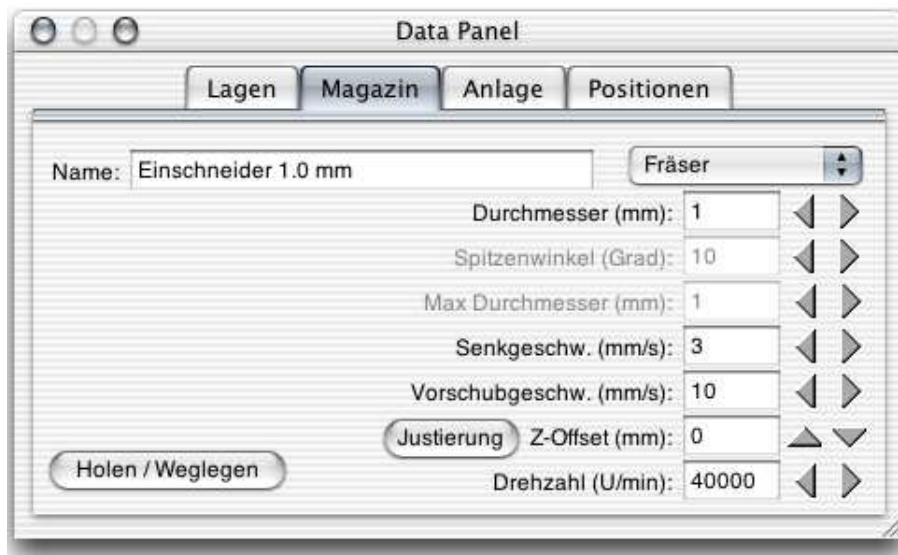 Data Panel
Lagen Magazin Anlage Positionen
Name: Einschneider 1.0 mm Fräser
Durchmesser (mm): 1
Spitzenwinkel (Grad): 10
Max Durchmesser (mm): 1
Senkgeschw. (mm/s): 3
Vorschubgeschw. (mm/s): 10
Justierung Z-Offset (mm): 0
Holen / Weglegen
Drehzahl (U/min): 40000